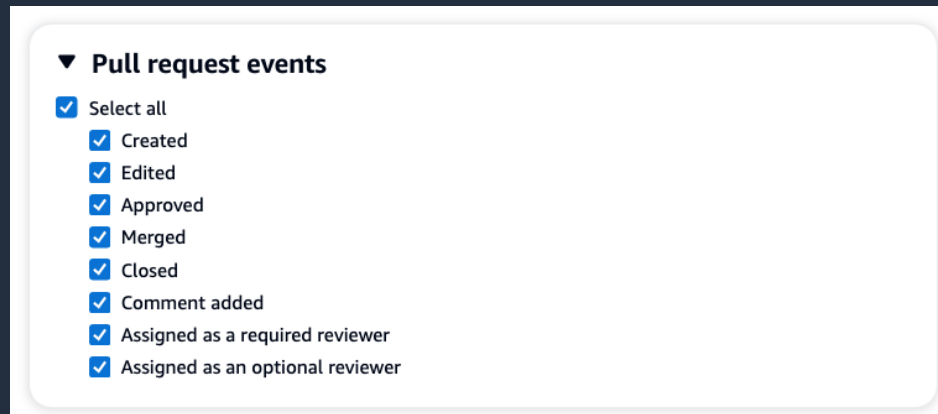 Pull request events
Select all
Created
Edited
Approved
Merged
Closed
Comment added
Assigned as a required reviewer
Assigned as an optional reviewer